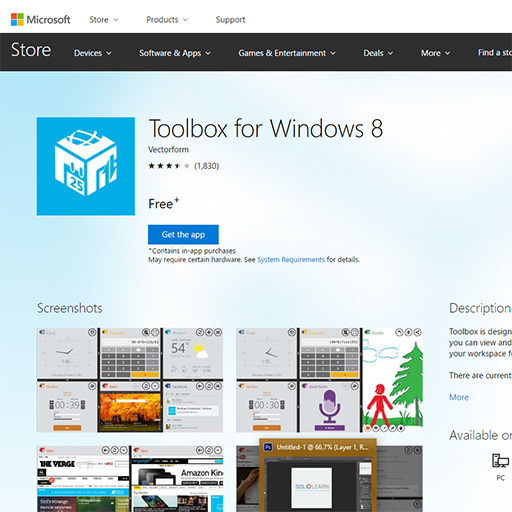 Microsoft
Store
Products
Support
Store
Devices
Software & Apps
Games & Entertainment
Deals
More
Find a sto
Toolbox for Windows 8
Vectorform
(1,830)
Free+
Get the app
*Contains in-app purchases
May require certain hardware. See System Requirements for details.
Screenshots
Description
Toolbox is design
you can view and
your workspace f
There are current
More
54°
00:39
00:39
THE VERGE
Amazon
Kin
Untitled-1 @ 66.7% (Layer 1, R...
SOLOLEARN
Available on
PC